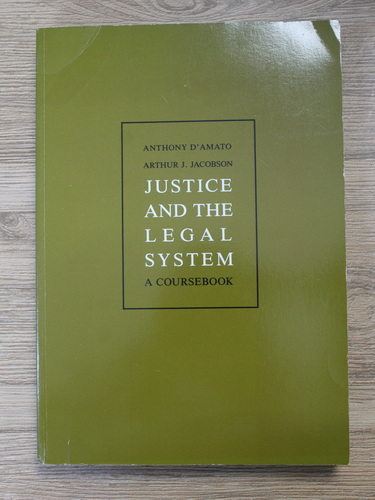 ANTHONY D'AMATO
ARTHUR J. JACOBSON
JUSTICE
AND THE
LEGAL
SYSTEM
A COURSEBOOK